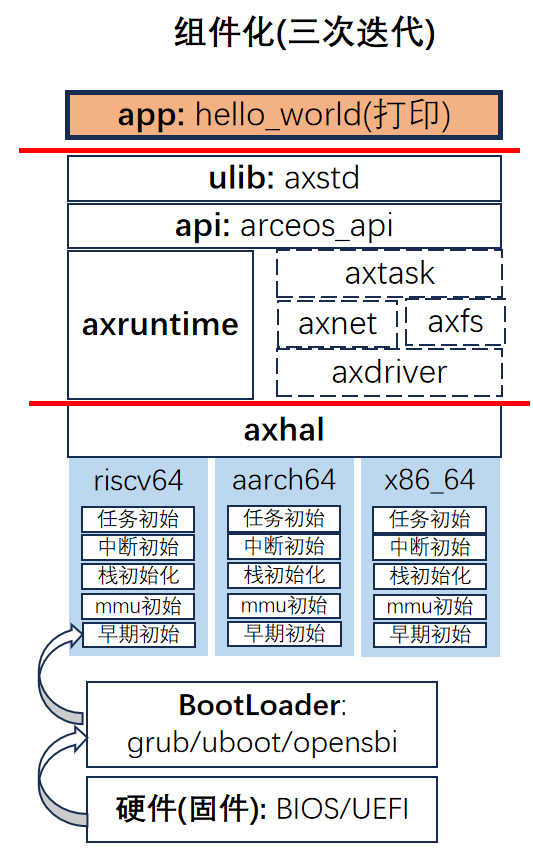 组件化(三次迭代)
app: hello_world(打印)
ulib: axstd
api: arceos_api
axruntime
axtask
axnet
axfs
axdriver
axhal
riscv64
任务初始
中断初始
栈初始化
mmu初始
早期初始
aarch64
任务初始
中断初始
栈初始化
mmu初始
早期初始
x86_64
任务初始
中断初始
栈初始化
mmu初始
早期初始
BootLoader:
grub/uboot/opensbi
硬件(固件): BIOS/UEFI